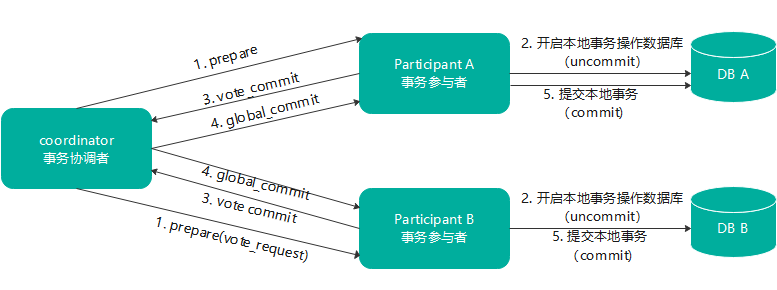 1. prepare
3. vote_commit
4. global_commit
Participant A
事务参与者
2. 开启本地事务操作数据库
（uncommit）
5. 提交本地事务
（commit)
DB A
coordinator
事务协调者
4. global_commit
3. vote commit
1. prepare(vote_request)
Participant B
事务参与者
2. 开启本地事务操作数据库
（uncommit)
5. 提交本地事务
（commit)
DB B